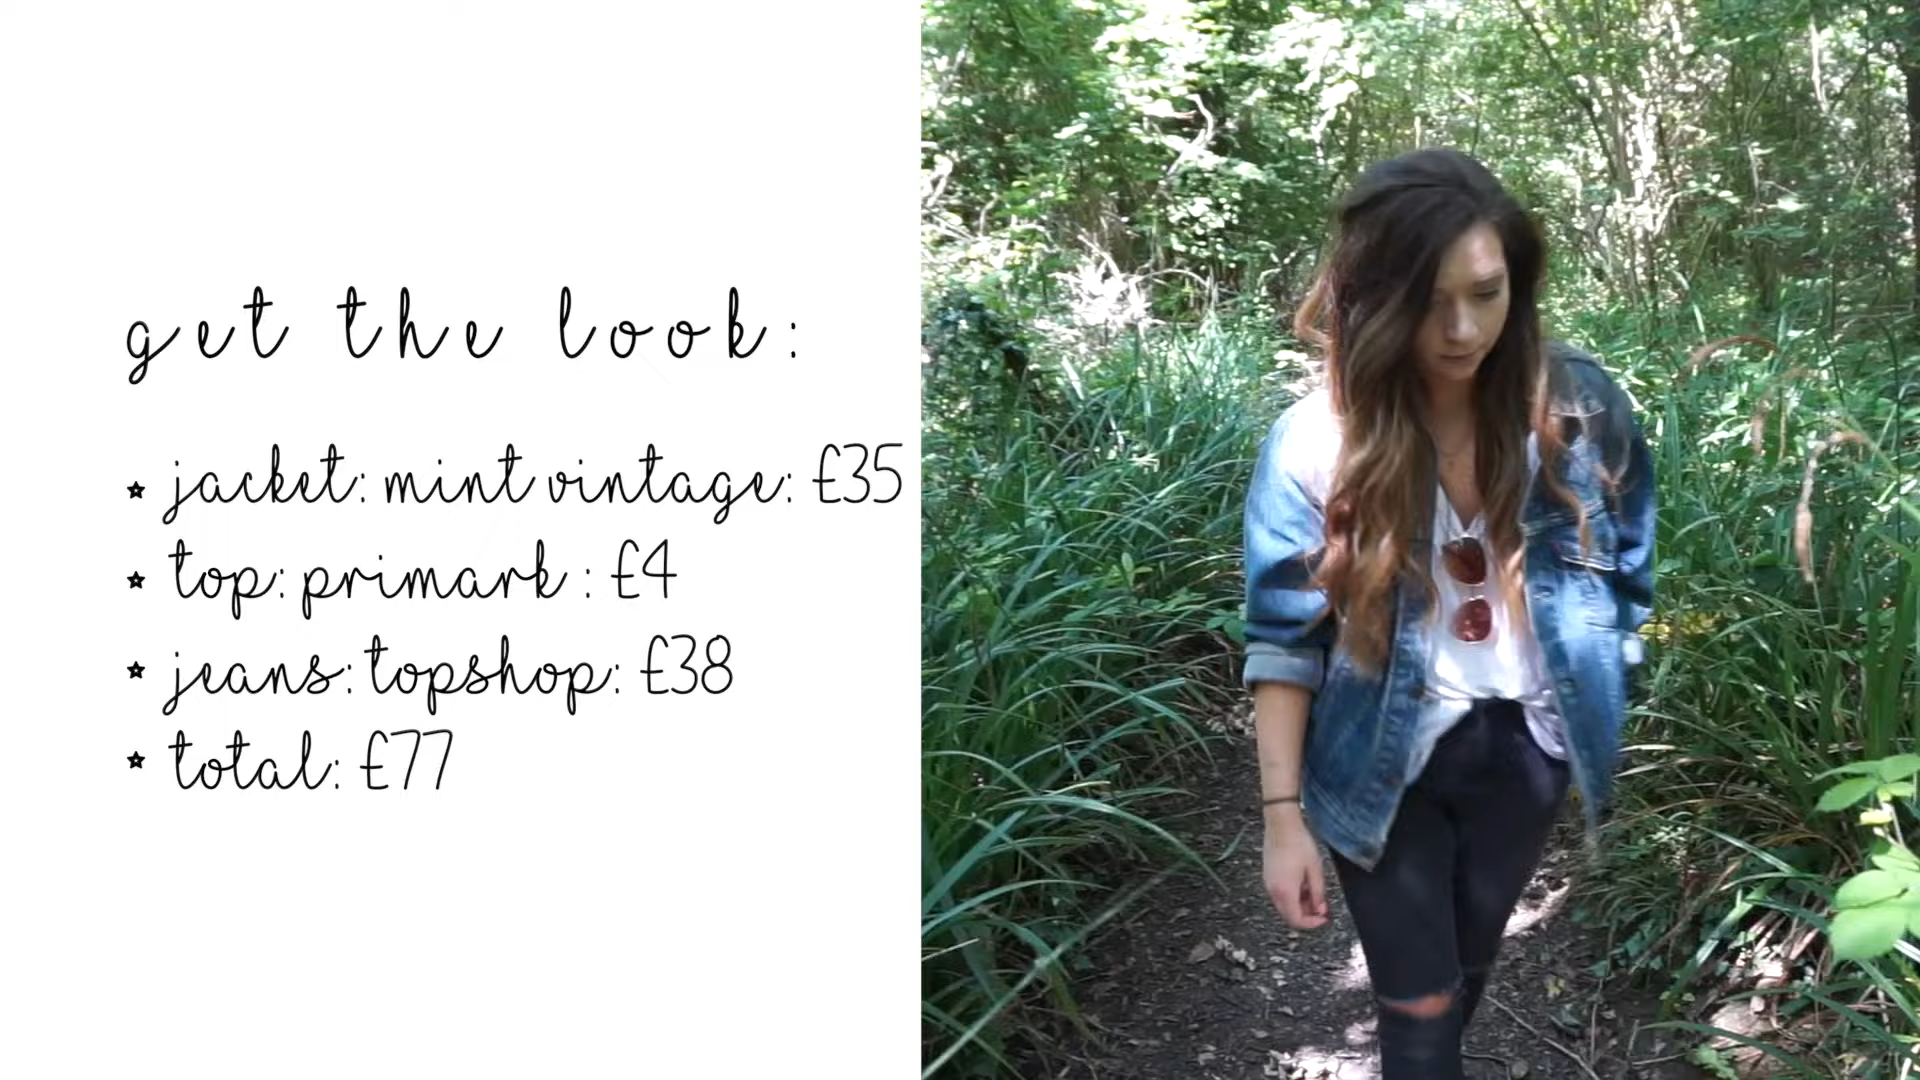 get the look:
jacket: mint vintage: £35
top: primark : £4
jeans: topshop: £38
total: £77